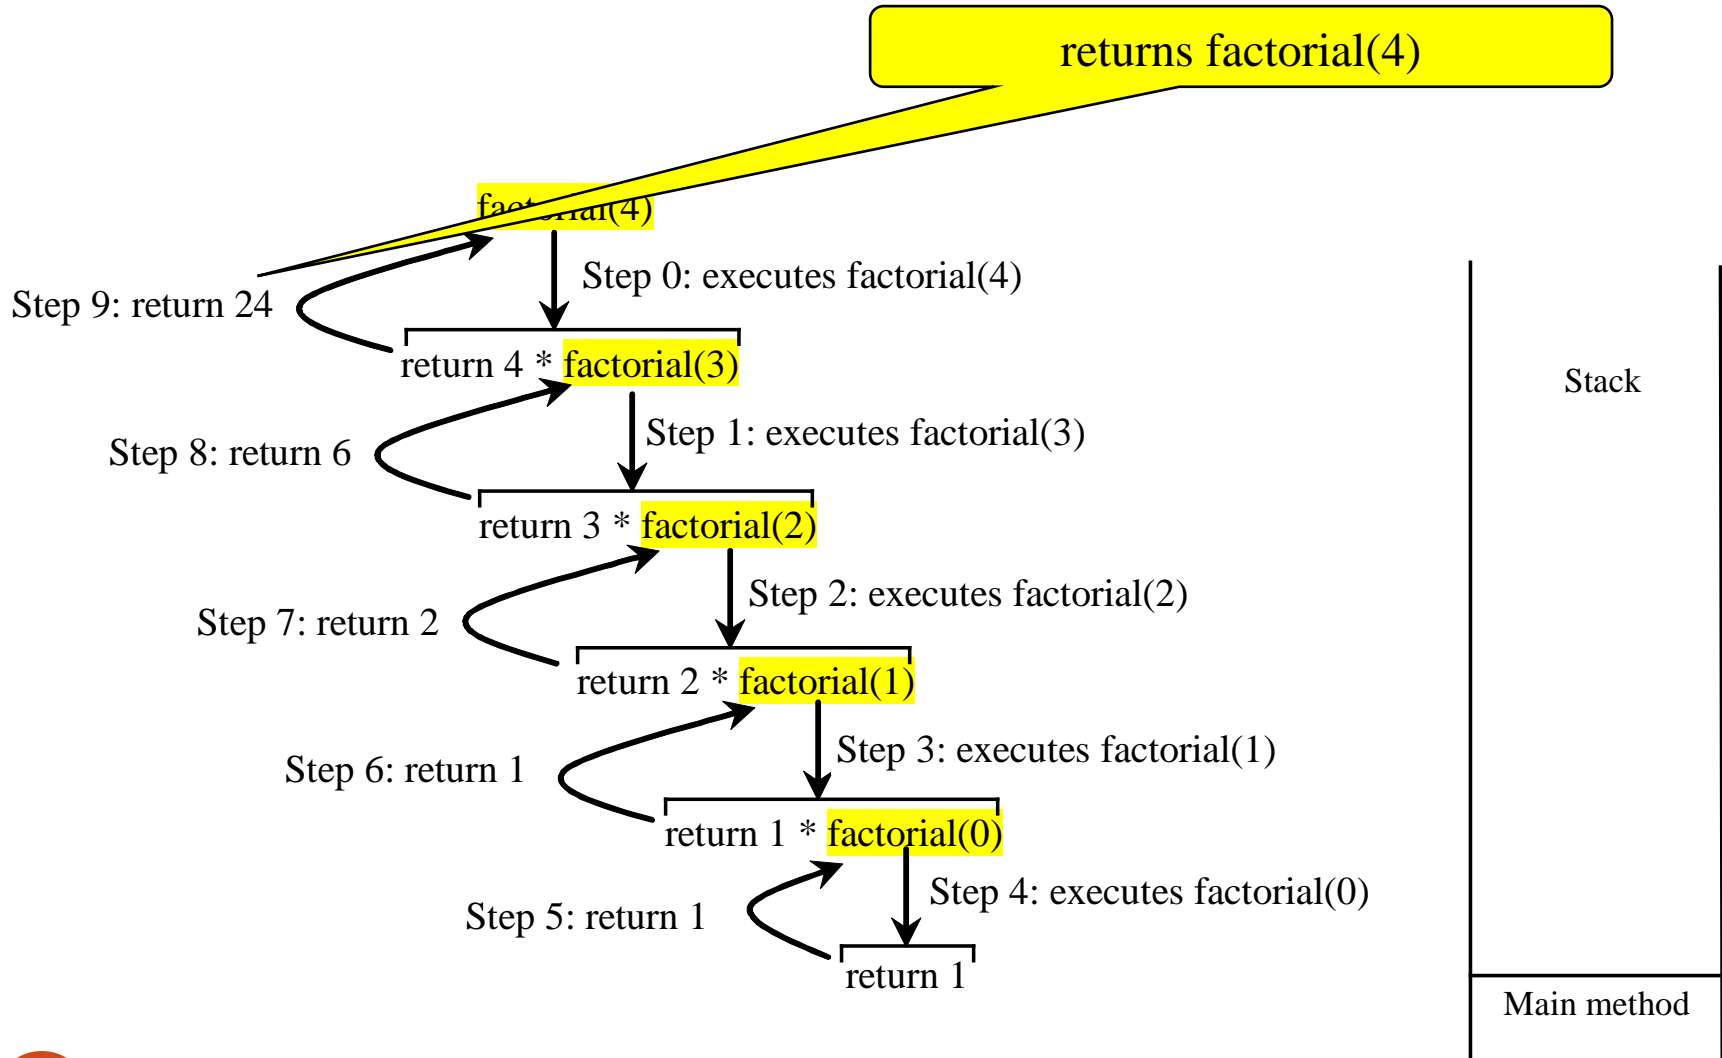 returns factorial(4)
factorial(4)
Step 0: executes factorial(4)
Step 9: return 24
return 4 * factorial(3)
Stack
Step 1: executes factorial(3)
Step 8: return 6
return 3 * factorial(2)
Step 2: executes factorial(2)
Step 7: return 2
return 2 * factorial(1)
Step 3: executes factorial(1)
Step 6: return 1
return 1 * factorial(0)
Step 4: executes factorial(0)
Step 5: return 1
return 1
Main method